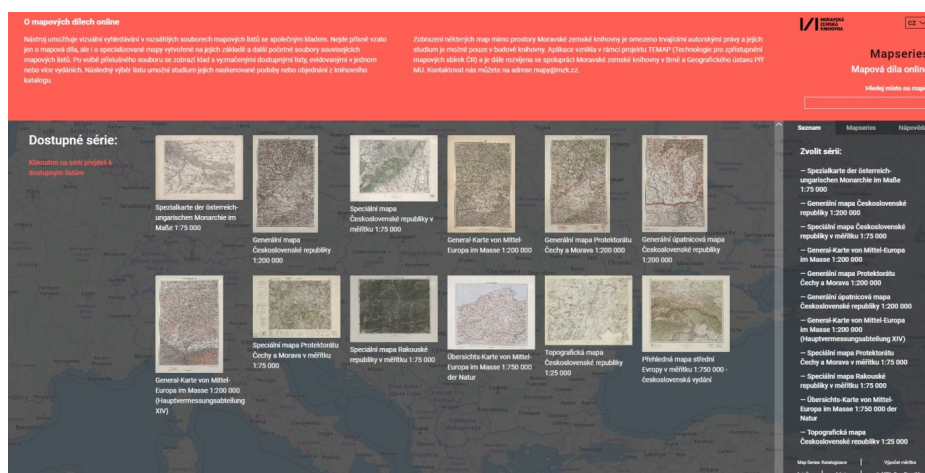 O mapových dílech online
Nástroj umožňuje vizuální vyhledávání v rozsáhlých souborech mapových listů se společným kladem. Nejde přísně vzato
jen o mapová díla, ale i o specializované mapy vytvořené na jejich základě a další početné soubory souvisejících
mapových listů. Po volbě příslušného souboru se zobrazí klad s vyznačenými dostupnými listy, evidovanými v jednom
nebo více vydáních. Následný výběr listu umožní studium jejich naskenované podoby nebo objednání z knihovního
katalogu.
Zobrazení některých map mimo prostory Moravské zemské knihovny je omezeno trvajícími autorskými právy a jejich
studium je možné pouze v budově knihovny. Aplikace vznikla v rámci projektu TEMAP (Technologie pro zpřístupnění
mapových sbírek ČR) a je dále rozvíjena ve spolupráci Moravské zemské knihovny v Brně a Geografického ústavu PřF
MU. Kontaktovat nás můžete na adrese mapy@mzk.cz.
MORAVSKÁ
ZEMSKÁ
KNIHOVNA
CZ
Mapseries
Mapová díla online
Hledej místo na mapě
Dostupné série:
Kliknutím na sérii přejdeš k
dostupným listům
Spezialkarte der österreich-
ungarischen Monarchie im
Maße 1:75 000
Generální mapa
Československé republiky
1:200 000
Speciální mapa
Československé republiky v
měřítku 1:75 000
General-Karte von Mittel-
Europa im Masse 1:200 000
Generální mapa Protektorátu
Čechy a Morava 1:200 000
Generální úpatnicová mapa
Československé republiky
1:200 000
General-Karte von Mittel-
Europa im Masse 1:200 000
(Hauptvermessungsabteilung
XIV)
Speciální mapa Protektorátu
Čechy a Morava v měřítku
1:75 000
Speciální mapa Rakouské
republiky v měřítku 1:75 000
Übersichts-Karte von Mittel-
Europa im Masse 1:750 000
der Natur
Topografická mapa
Československé republiky
1:25 000
Přehledná mapa střední
Evropy v měřítku 1:750 000 -
československá vydání
Seznam Mapseries Nápověda
Zvolit sérii:
— Spezialkarte der österreich-
ungarischen Monarchie im Maße
1:75 000
— Generální mapa Československé
republiky 1:200 000
— Speciální mapa Československé
republiky v měřítku 1:75 000
— General-Karte von Mittel-Europa
im Masse 1:200 000
— Generální mapa Protektorátu
Čechy a Morava 1:200 000
— Generální úpatnicová mapa
Československé republiky 1:200 000
— General-Karte von Mittel-Europa
im Masse 1:200 000
(Hauptvermessungsabteilung XIV)
— Speciální mapa Protektorátu
Čechy a Morava v měřítku 1:75 000
— Speciální mapa Rakouské
republiky v měřítku 1:75 000
— Übersichts-Karte von Mittel-
Europa im Masse 1:750 000 der
Natur
— Topografická mapa
Československé republiky 1:25 000
Map Series: Katalogizace | Výpočet měřítka